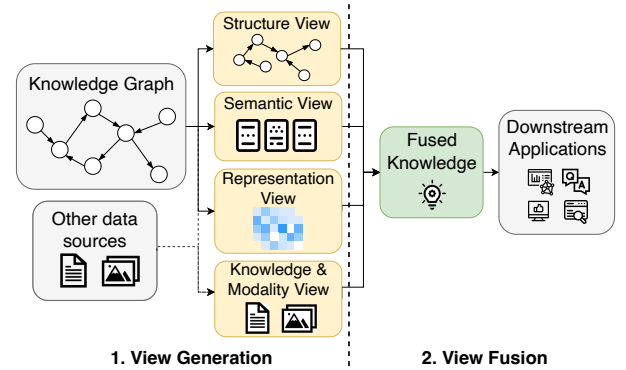 Structure View
Knowledge Graph
Semantic View
Representation
View
Other data
sources
Knowledge &
Modality View
Fused
Knowledge
Downstream
Applications
Q
A
1. View Generation
2. View Fusion